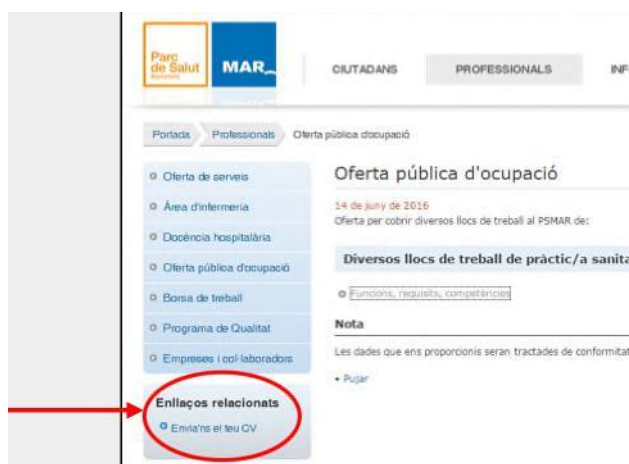 Parc
de Salut
MAR
CIUTADANS
PROFESSIONALS
INF
Portada
Professionals
Oferta pública d'ocupació
Oferta de serveis
Àrea d'infermeria
Docència hospitalària
Oferta pública d'ocupació
Borsa de treball
Programa de Qualitat
Empreses i col·laboradors
Enllaços relacionats
Envia'ns el teu CV
Oferta pública d'ocupació
14 de juny de 2016
Oferta per cobrir diversos llocs de treball al PSMAR de:
Diversos llocs de treball de pràctic/a sanita
Funcions, requisits, competències
Nota
Les dades que ens proporcionis seran tractades de conformitat
Pujar